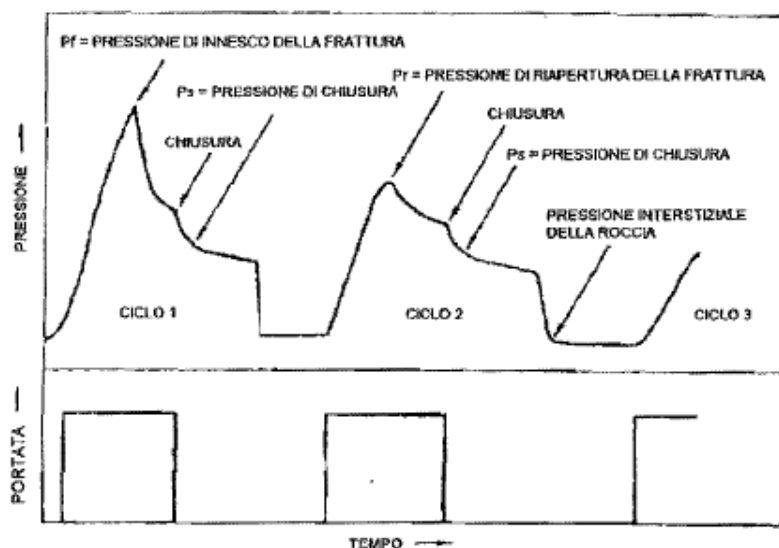 Pf = PRESSIONE DI INNESCO DELLA FRATTURA
Pr = PRESSIONE DI RIAPERTURA DELLA FRATTURA
Ps = PRESSIONE DI CHIUSURA
CHIUSURA
CHIUSURA
Ps = PRESSIONE DI CHIUSURA
PRESSIONE INTERSTIZIALE
DELLA ROCCIA
PRESSIONE
CICLO 1
CICLO 2
CICLO 3
PORTATA
TEMPO